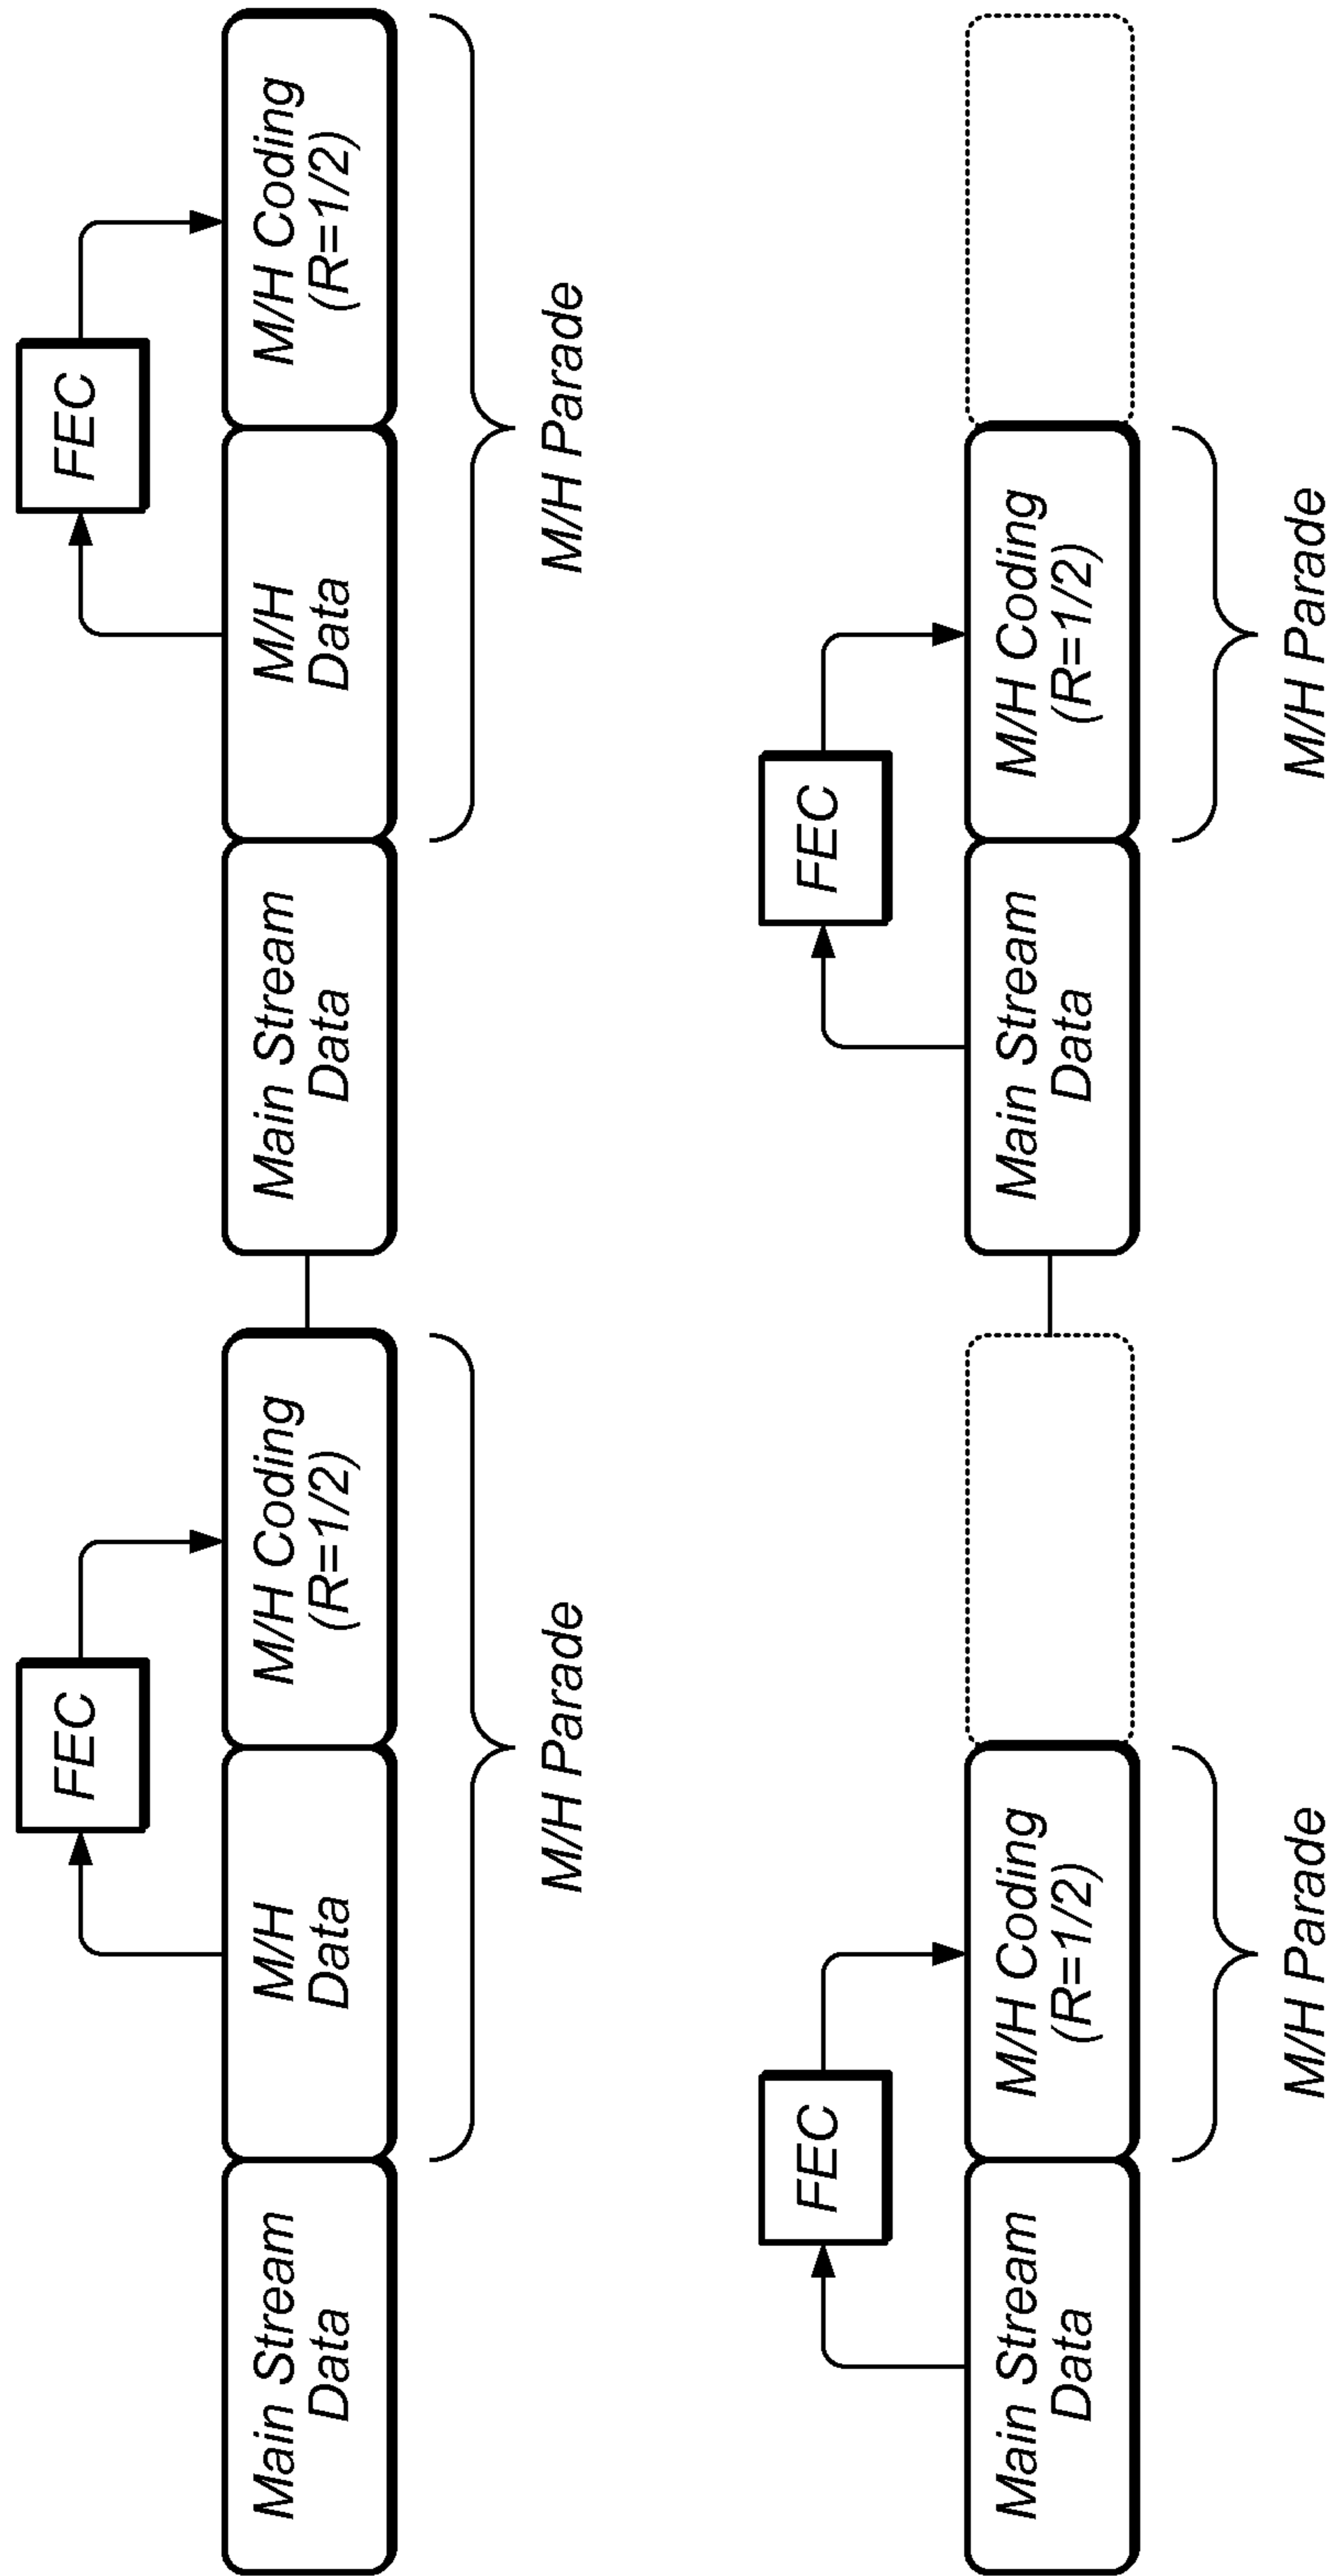 FEC
FEC
Main Stream
Data
M/H
Data
M/H Coding
(R=1/2)
Main Stream
Data
M/H
Data
M/H Coding
(R=1/2)
M/H Parade
M/H Parade
FEC
FEC
Main Stream
Data
M/H Coding
(R=1/2)
Main Stream
Data
M/H Coding
(R=1/2)
M/H Parade
M/H Parade